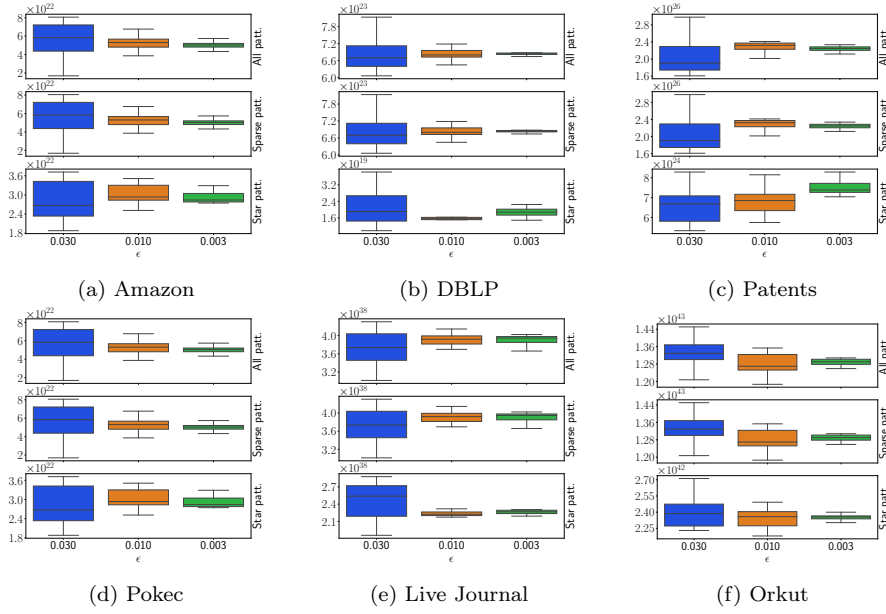 ×10^22
8
6
4
2
All patt.
×10^22
8
6
4
2
Sparse patt.
×10^22
3.6
3.0
2.4
1.8
Star patt.
0.030 0.010 0.003
ϵ
(a) Amazon
×10^23
7.8
7.2
6.6
6.0
All patt.
×10^23
7.8
7.2
6.6
6.0
Sparse patt.
×10^19
3.2
2.4
1.6
Star patt.
0.030 0.010 0.003
ϵ
(b) DBLP
×10^26
2.8
2.4
2.0
1.6
All patt.
×10^26
2.8
2.4
2.0
1.6
Sparse patt.
×10^24
8
7
6
Star patt.
0.030 0.010 0.003
ϵ
(c) Patents
×10^22
8
6
4
2
All patt.
×10^22
8
6
4
2
Sparse patt.
×10^22
3.6
3.0
2.4
1.8
Star patt.
0.030 0.010 0.003
ϵ
(d) Pokec
×10^38
4.0
3.6
3.2
All patt.
×10^38
4.0
3.6
3.2
Sparse patt.
×10^38
2.7
2.4
2.1
Star patt.
0.030 0.010 0.003
ϵ
(e) Live Journal
×10^43
1.44
1.36
1.28
1.20
All patt.
×10^43
1.44
1.36
1.28
1.20
Sparse patt.
×10^42
2.70
2.55
2.40
2.25
Star patt.
0.030 0.010 0.003
ϵ
(f) Orkut